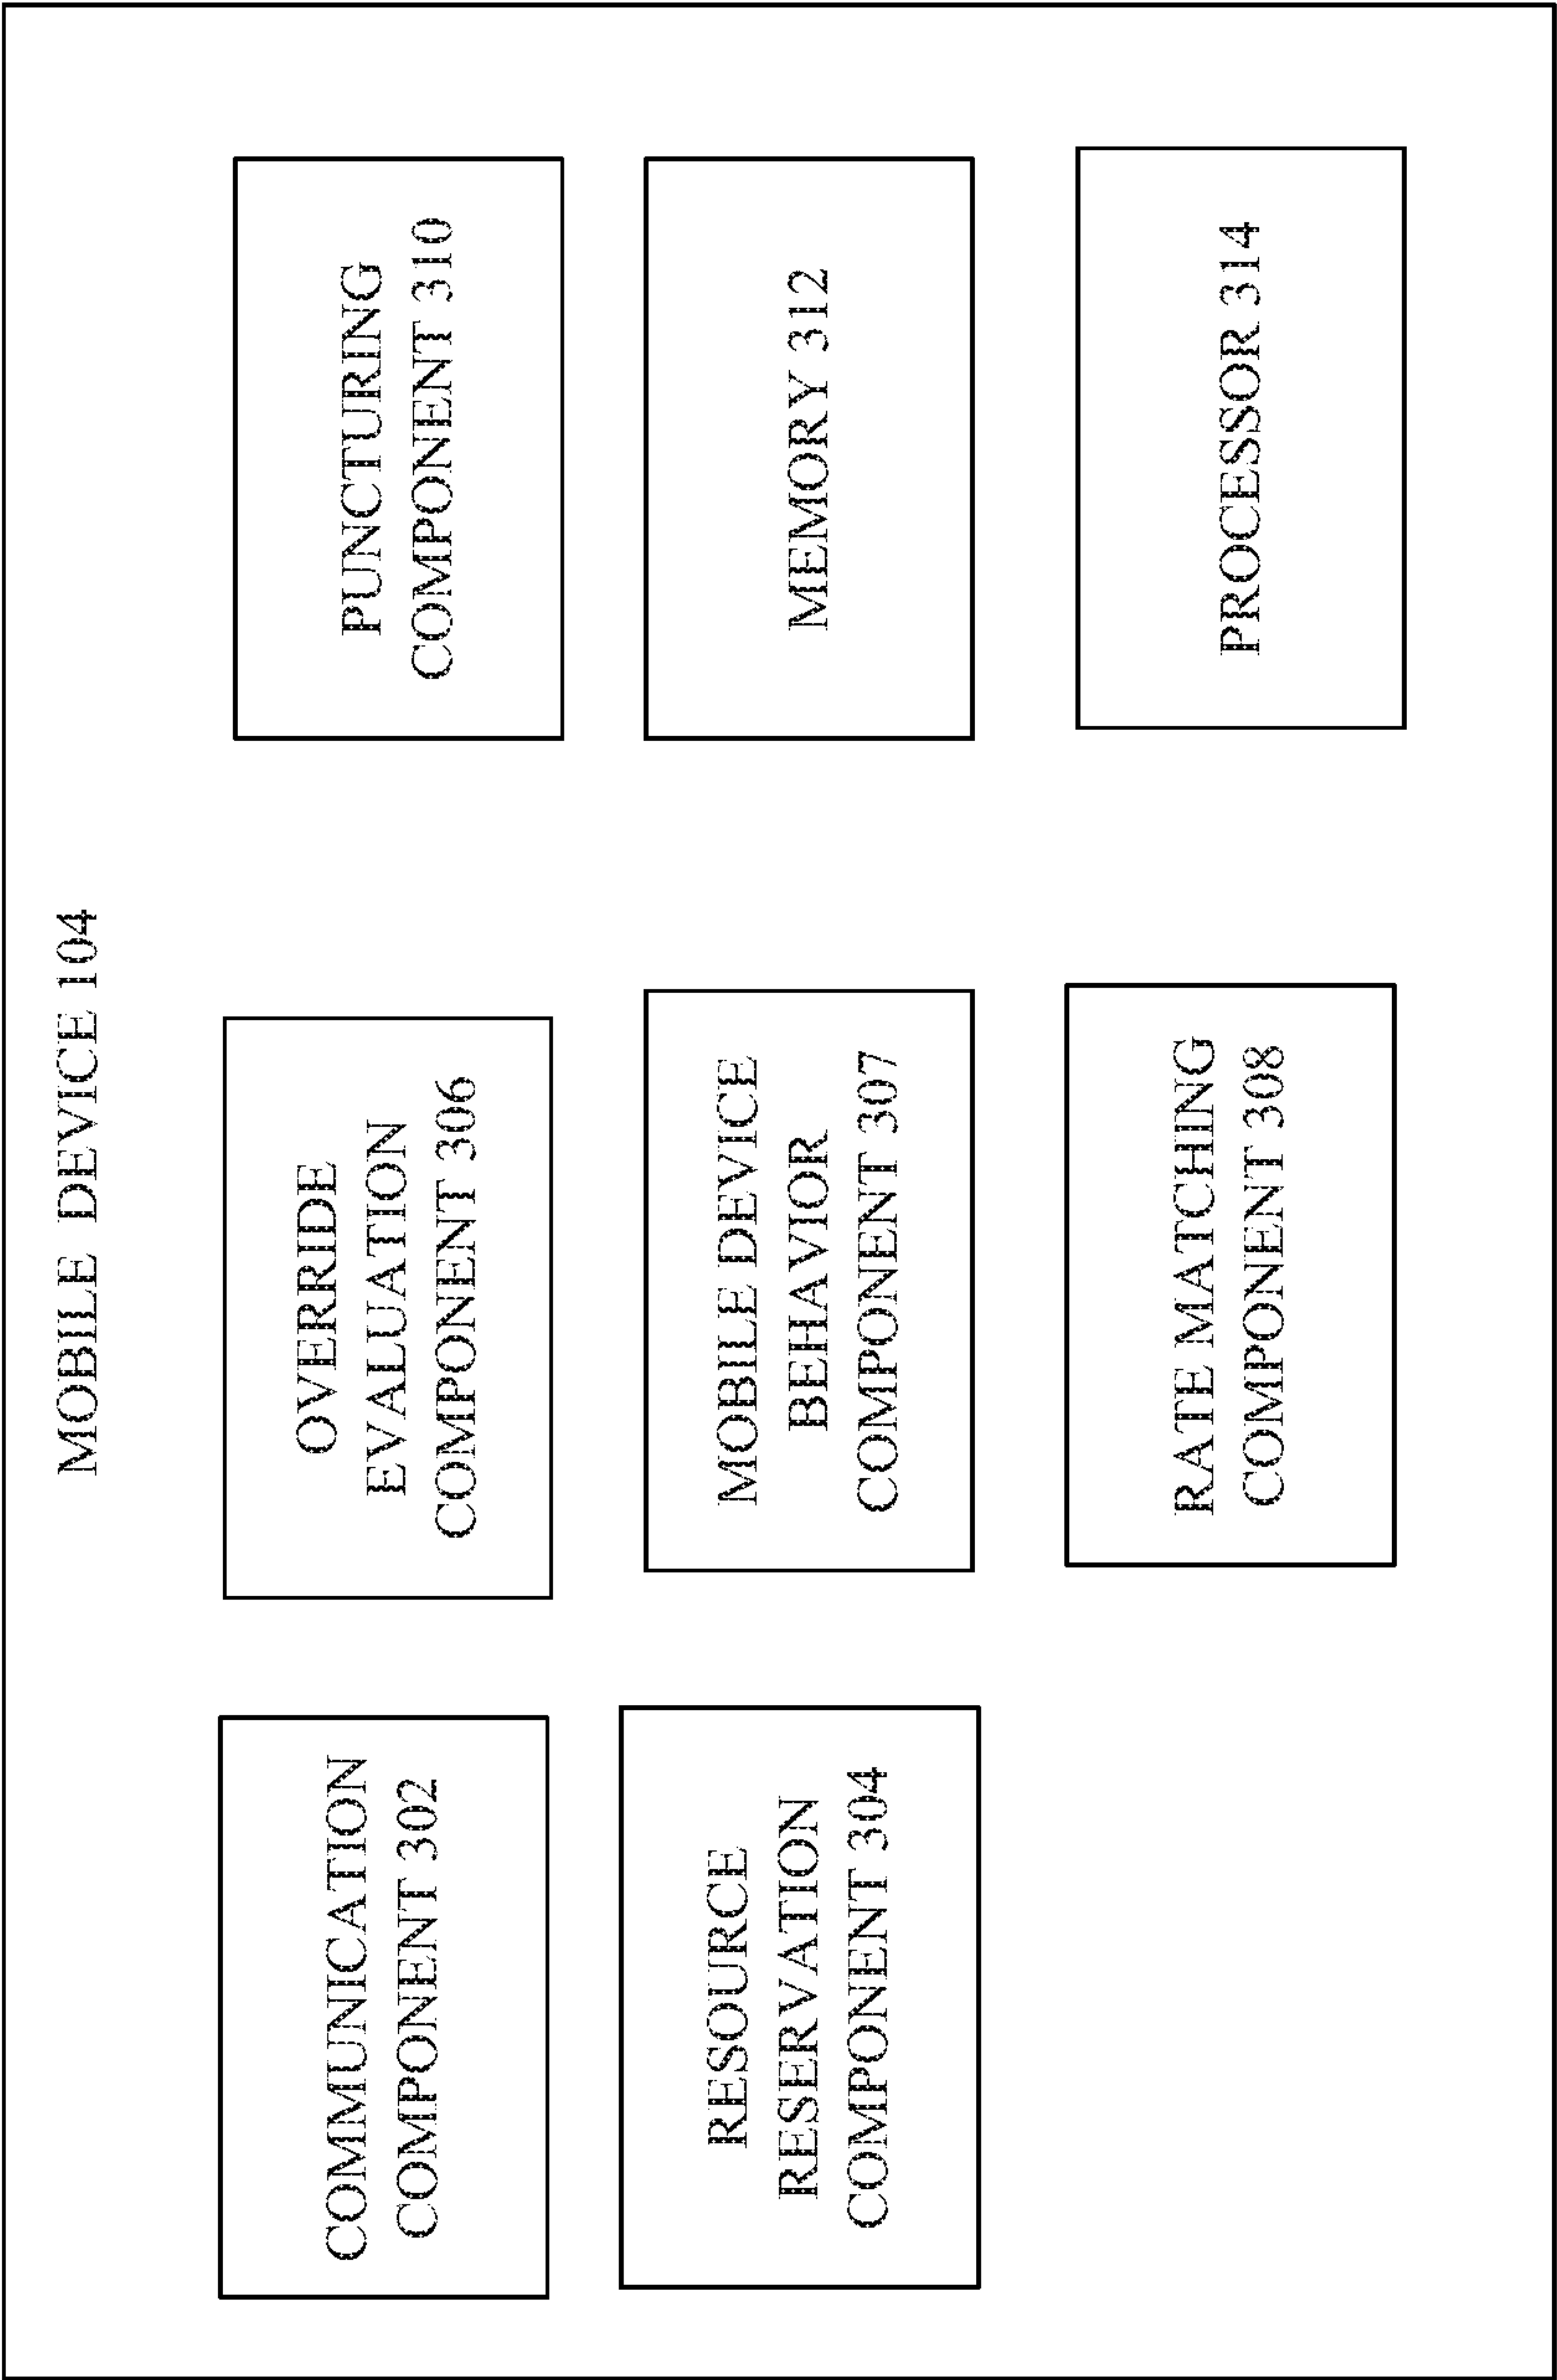 MOBILE DEVICE 104
COMMUNICATION
COMPONENT 302
RESOURCE
RESERVATION
COMPONENT 304
OVERRIDE
EVALUATION
COMPONENT 306
MOBILE DEVICE
BEHAVIOR
COMPONENT 307
RATE MATCHING
COMPONENT 308
PUNCTURING
COMPONENT 310
MEMORY 312
PROCESSOR 314